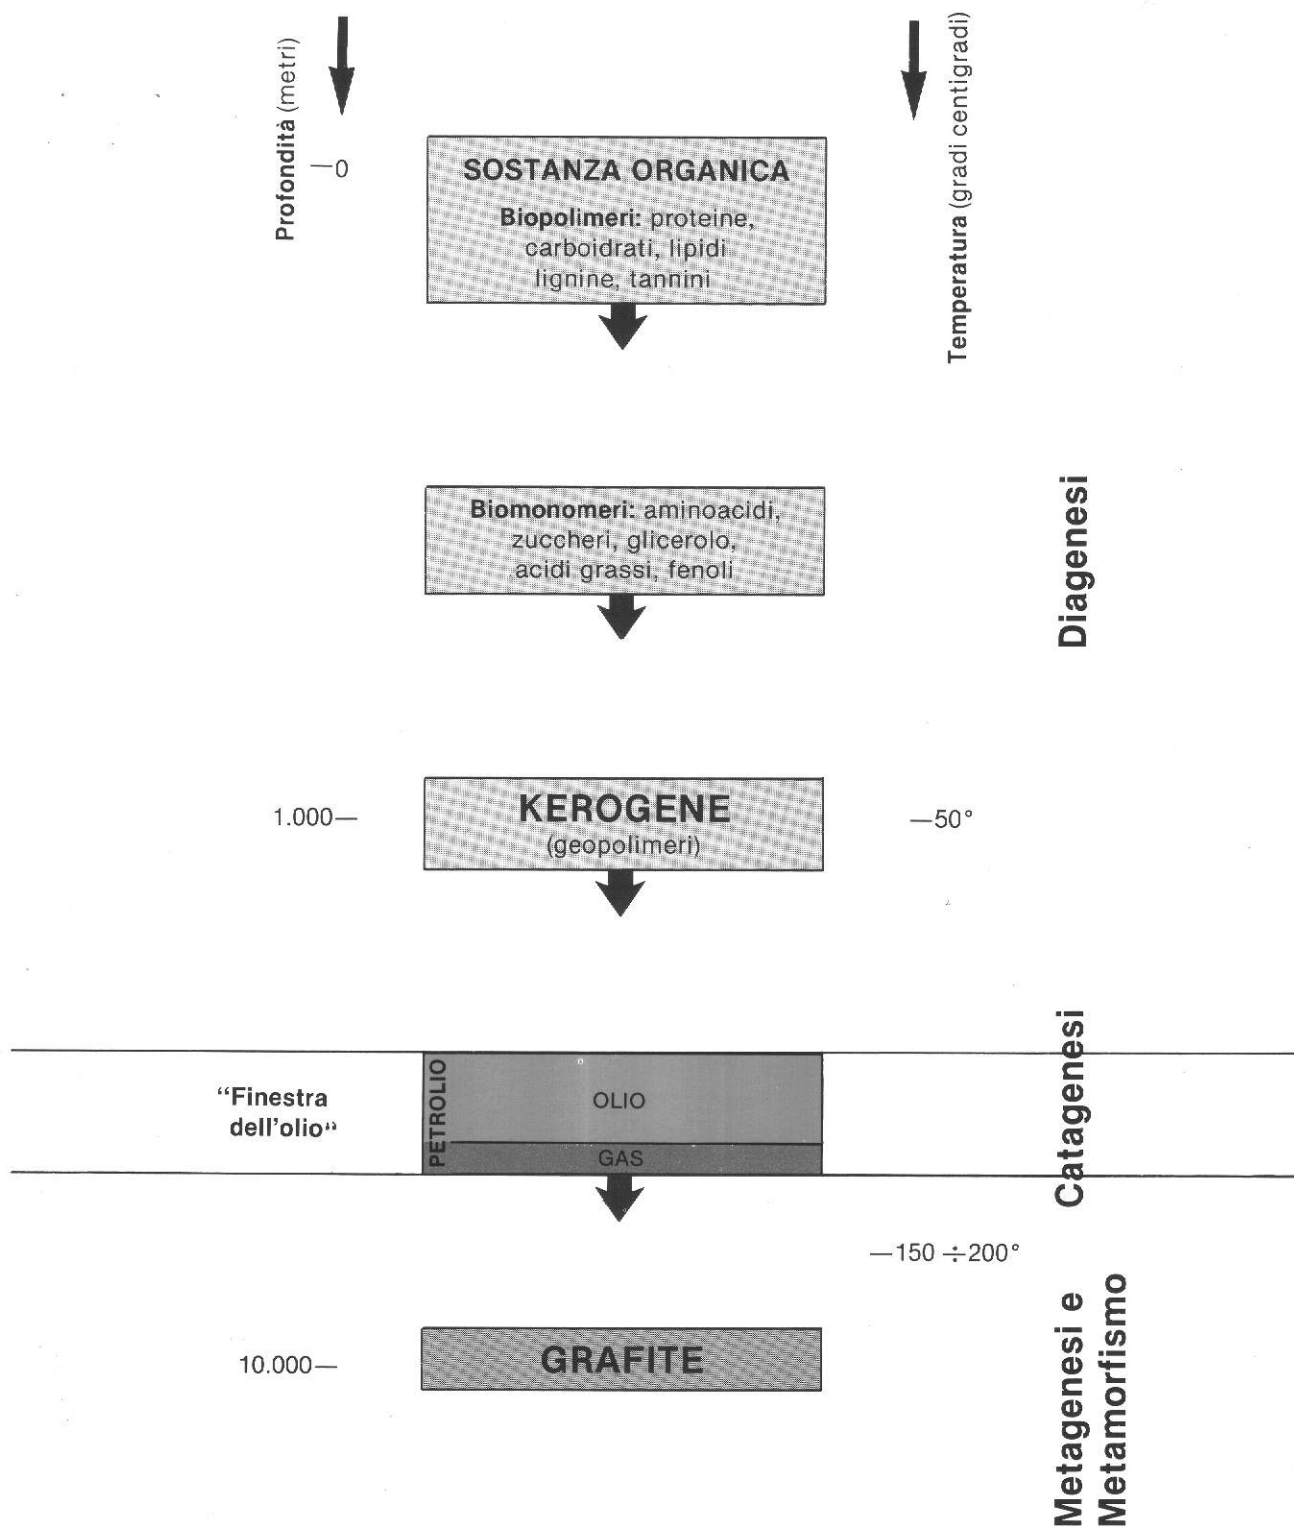 Profondità (metri)
Temperatura (gradi centigradi)
—0
SOSTANZA ORGANICA
Biopolimeri: proteine,
carboidrati, lipidi
lignine, tannini
Biomonomeri: aminoacidi,
zuccheri, glicerolo,
acidi grassi, fenoli
Diagenesi
1.000—
KEROGENE
(geopolimeri)
—50°
“Finestra
dell'olio“
PETROLIO
OLIO
GAS
Catagenesi
—150 ÷200°
10.000—
GRAFITE
Metagenesi e
Metamorfismo